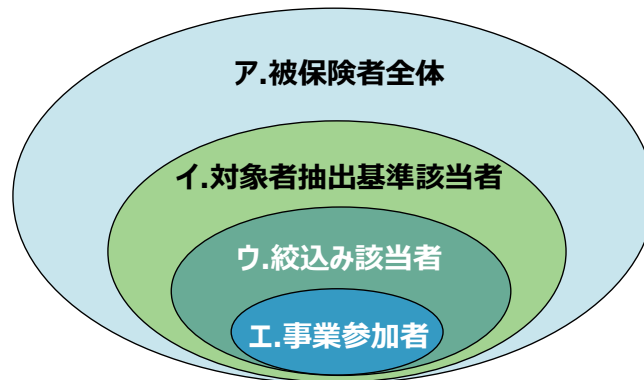 ア.被保険者全体
イ.対象者抽出基準該当者
ウ.絞込み該当者
エ.事業参加者